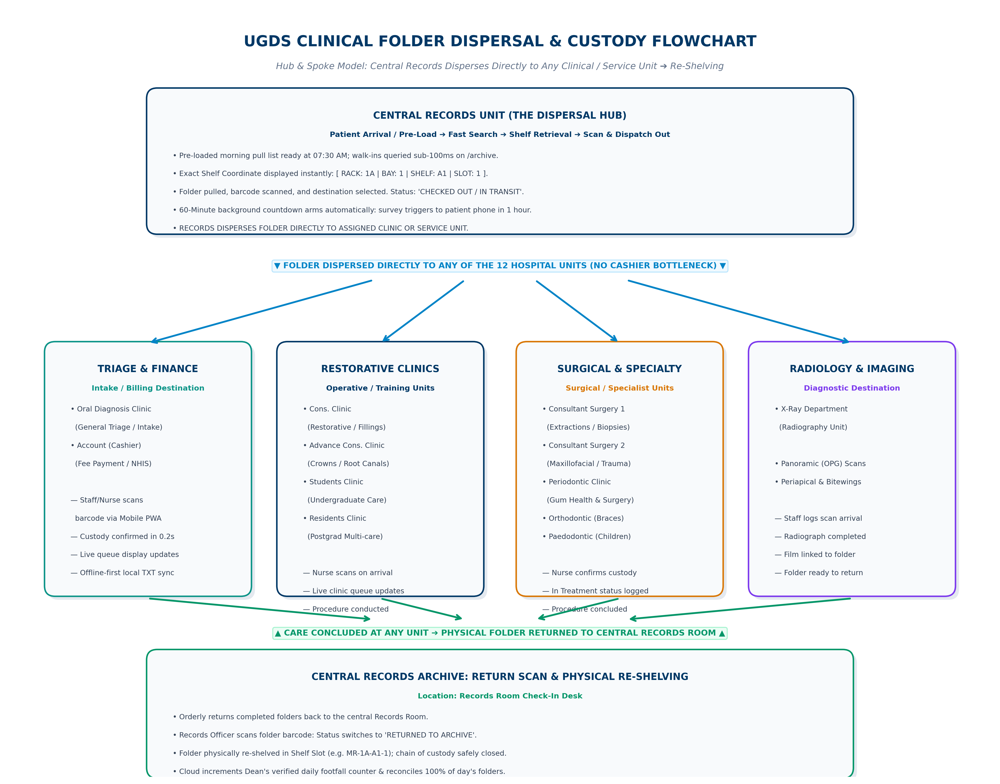 UGDS CLINICAL FOLDER DISPERSAL & CUSTODY FLOWCHART
Hub & Spoke Model: Central Records Disperses Directly to Any Clinical / Service Unit ➔ Re-Shelving
CENTRAL RECORDS UNIT (THE DISPERSAL HUB)
Patient Arrival / Pre-Load ➔ Fast Search ➔ Shelf Retrieval ➔ Scan & Dispatch Out
• Pre-loaded morning pull list ready at 07:30 AM; walk-ins queried sub-100ms on /archive.
• Exact Shelf Coordinate displayed instantly: [ RACK: 1A | BAY: 1 | SHELF: A1 | SLOT: 1 ].
• Folder pulled, barcode scanned, and destination selected. Status: 'CHECKED OUT / IN TRANSIT'.
• 60-Minute background countdown arms automatically: survey triggers to patient phone in 1 hour.
• RECORDS DISPERSES FOLDER DIRECTLY TO ASSIGNED CLINIC OR SERVICE UNIT.
▼ FOLDER DISPERSED DIRECTLY TO ANY OF THE 12 HOSPITAL UNITS (NO CASHIER BOTTLENECK) ▼
TRIAGE & FINANCE
Intake / Billing Destination
• Oral Diagnosis Clinic
(General Triage / Intake)
• Account (Cashier)
(Fee Payment / NHIS)
— Staff/Nurse scans
barcode via Mobile PWA
— Custody confirmed in 0.2s
— Live queue display updates
— Offline-first local TXT sync
RESTORATIVE CLINICS
Operative / Training Units
• Cons. Clinic
(Restorative / Fillings)
• Advance Cons. Clinic
(Crowns / Root Canals)
• Students Clinic
(Undergraduate Care)
• Residents Clinic
(Postgrad Multi-care)
— Nurse scans on arrival
— Live clinic queue updates
— Procedure conducted
SURGICAL & SPECIALTY
Surgical / Specialist Units
• Consultant Surgery 1
(Extractions / Biopsies)
• Consultant Surgery 2
(Maxillofacial / Trauma)
• Periodontic Clinic
(Gum Health & Surgery)
• Orthodontic (Braces)
• Paedodontic (Children)
— Nurse confirms custody
— In Treatment status logged
— Procedure concluded
RADIOLOGY & IMAGING
Diagnostic Destination
• X-Ray Department
(Radiography Unit)
• Panoramic (OPG) Scans
• Periapical & Bitewings
— Staff logs scan arrival
— Radiograph completed
— Film linked to folder
— Folder ready to return
▲ CARE CONCLUDED AT ANY UNIT ➔ PHYSICAL FOLDER RETURNED TO CENTRAL RECORDS ROOM ▲
CENTRAL RECORDS ARCHIVE: RETURN SCAN & PHYSICAL RE-SHELVING
Location: Records Room Check-In Desk
• Orderly returns completed folders back to the central Records Room.
• Records Officer scans folder barcode: Status switches to 'RETURNED TO ARCHIVE'.
• Folder physically re-shelved in Shelf Slot (e.g. MR-1A-A1-1); chain of custody safely closed.
• Cloud increments Dean's verified daily footfall counter & reconciles 100% of day's folders.